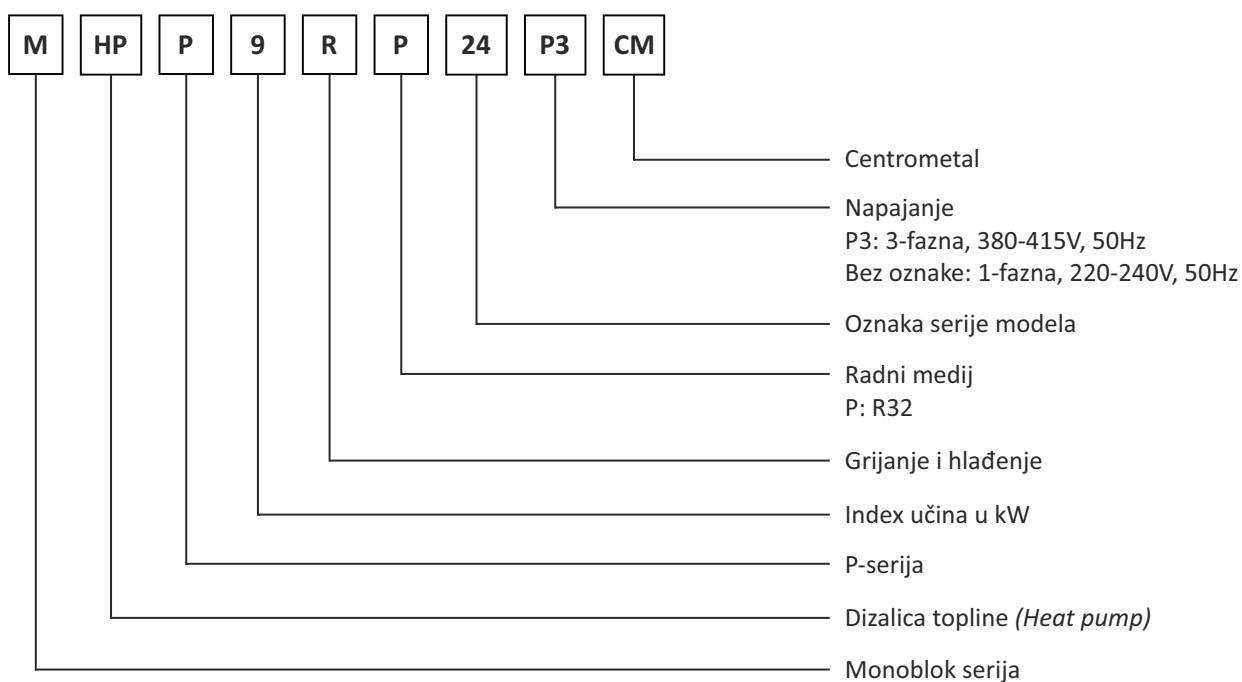 M HP P 9 R P 24 P3 CM
Centrometal
Napajanje
P3: 3-fazna, 380-415V, 50Hz
Bez oznake: 1-fazna, 220-240V, 50Hz
Oznaka serije modela
Radni medij
P: R32
Grijanje i hlađenje
Index učina u kW
P-serija
Dizalica topline (Heat pump)
Monoblok serija